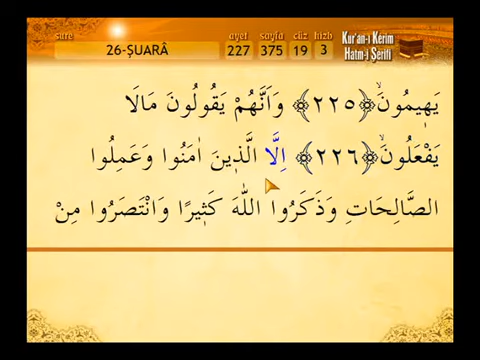 sûre ayet sayfa cüz hizb
26-ŞUARÂ 227 375 19 3
Kur'an-ı Kerim
Hatm-i Şerifi
يَهٖيمُونَۙ ﴿٢٢٥﴾ وَاَنَّهُمْ يَقُولُونَ مَالَا
يَفْعَلُونَۙ ﴿٢٢٦﴾ اِلَّا الَّذٖينَ اٰمَنُوا وَعَمِلُوا
الصَّالِحَاتِ وَذَكَرُوا اللّٰهَ كَثٖيرًا وَانْتَصَرُوا مِنْ